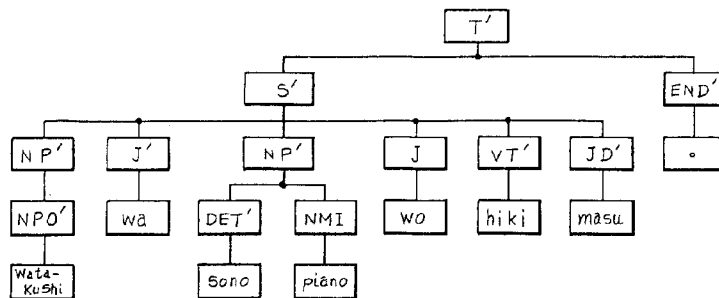 T′
S′ END′
NP′ J′ NP′ J VT′ JD′ 。
NPO′ wa DET′ NMI wo hiki masu
Wata-
Kushi sono piano